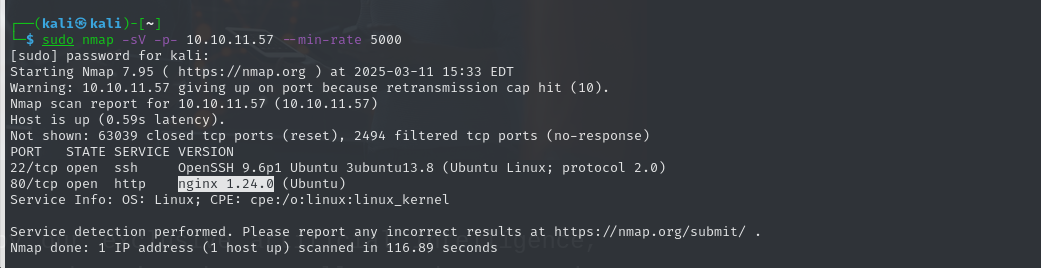 ┌──(kali㉿kali)-[~]
└─$ sudo nmap -sV -p- 10.10.11.57 --min-rate 5000
[sudo] password for kali:
Starting Nmap 7.95 ( https://nmap.org ) at 2025-03-11 15:33 EDT
Warning: 10.10.11.57 giving up on port because retransmission cap hit (10).
Nmap scan report for 10.10.11.57 (10.10.11.57)
Host is up (0.59s latency).
Not shown: 63039 closed tcp ports (reset), 2494 filtered tcp ports (no-response)
PORT   STATE SERVICE VERSION
22/tcp open  ssh     OpenSSH 9.6p1 Ubuntu 3ubuntu13.8 (Ubuntu Linux; protocol 2.0)
80/tcp open  http    nginx 1.24.0 (Ubuntu)
Service Info: OS: Linux; CPE: cpe:/o:linux:linux_kernel

Service detection performed. Please report any incorrect results at https://nmap.org/submit/ .
Nmap done: 1 IP address (1 host up) scanned in 116.89 seconds